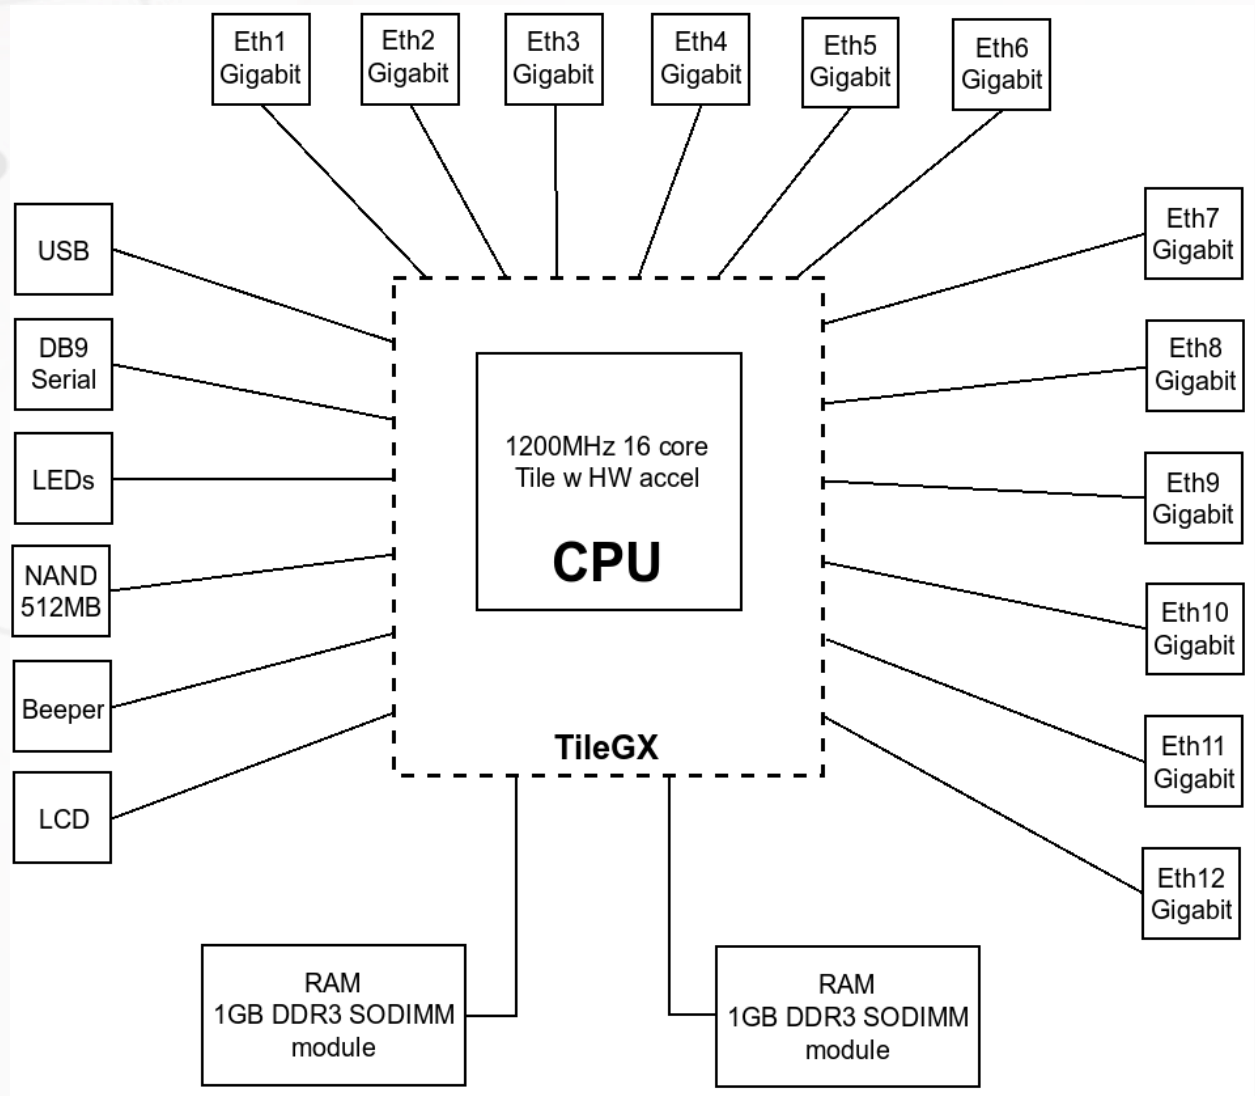 Eth1
Gigabit
Eth2
Gigabit
Eth3
Gigabit
Eth4
Gigabit
Eth5
Gigabit
Eth6
Gigabit
USB
DB9
Serial
LEDs
NAND
512MB
Beeper
LCD
1200MHz 16 core
Tile w HW accel
CPU
TileGX
Eth7
Gigabit
Eth8
Gigabit
Eth9
Gigabit
Eth10
Gigabit
Eth11
Gigabit
Eth12
Gigabit
RAM
1GB DDR3 SODIMM
module
RAM
1GB DDR3 SODIMM
module